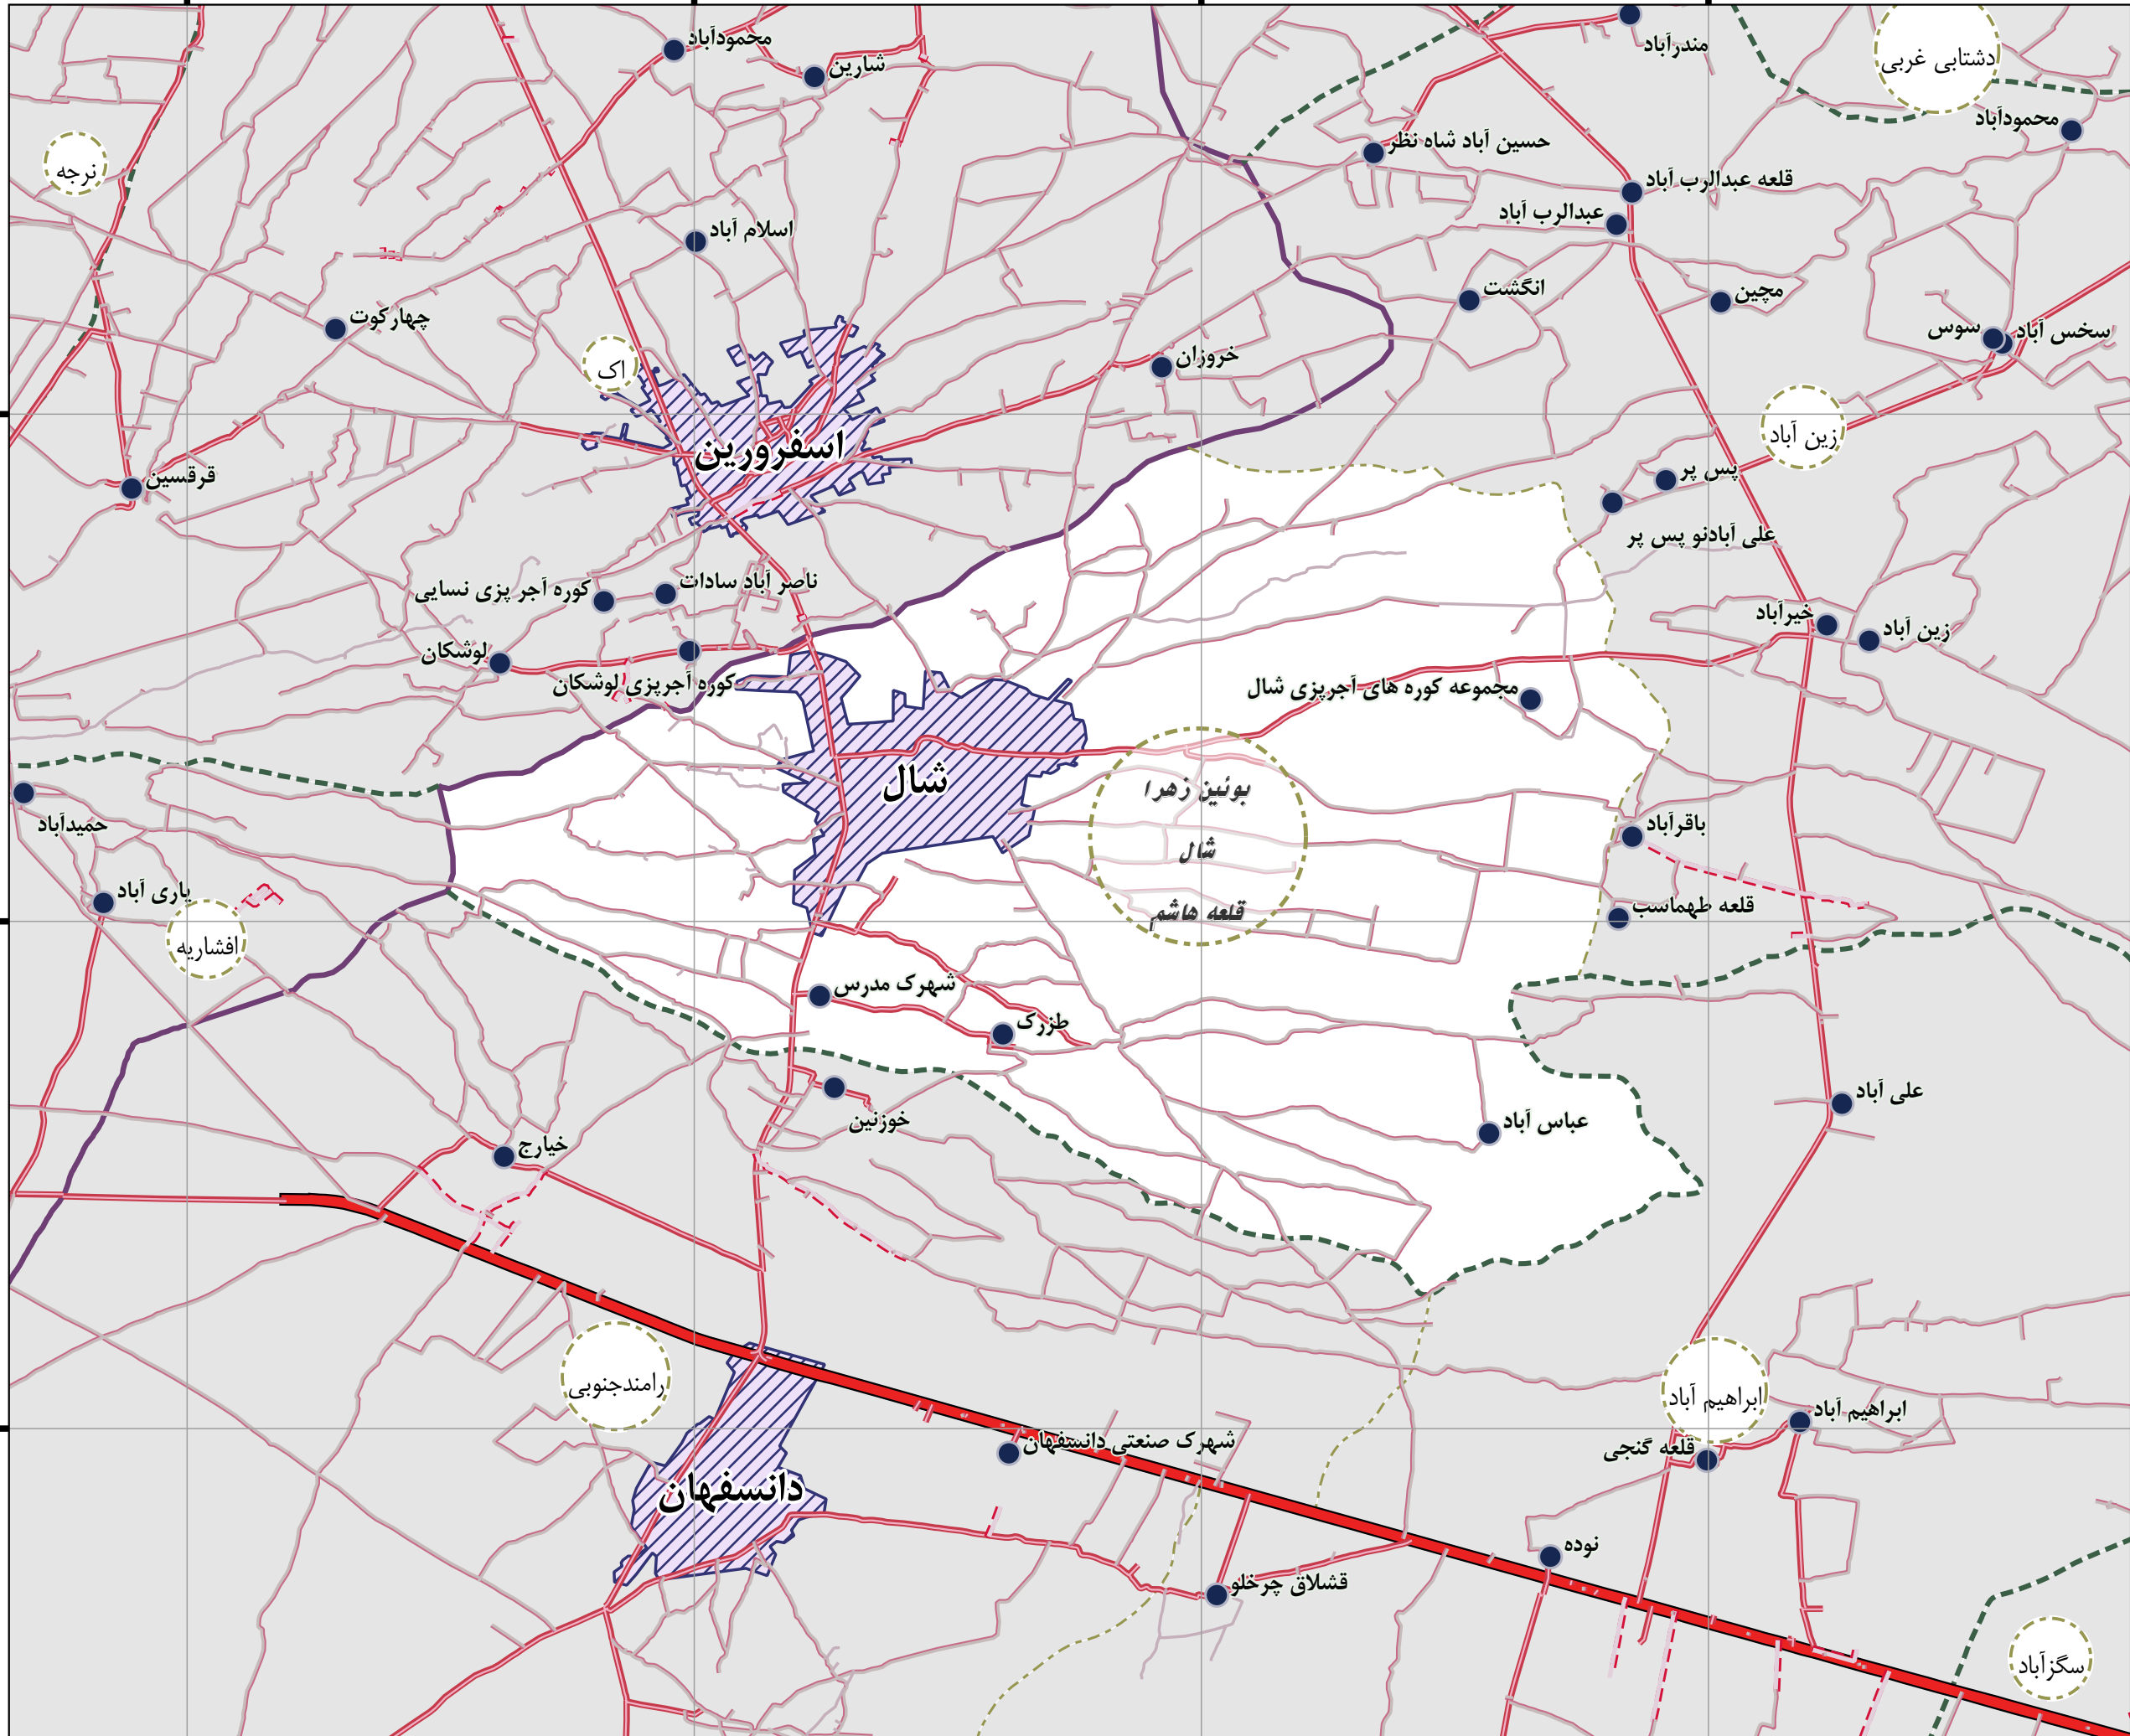 محمودآباد
شارین
مندرآباد
دشتابی غربی
محمودآباد
نرجه
حسین آباد شاه نظر
قلعه عبدالرب آباد
عبدالرب آباد
اسلام آباد
انگشت
مچین
چهارکوت
سوس
سخس آباد
خروزان
اک
زین آباد
اسفرورین
قرقسین
پس پر
علی آبادنو پس پر
ناصر آباد سادات
کوره آجر پزی نسایی
خیرآباد
زین آباد
لوشکان
کوره آجرپزی لوشکان
مجموعه کوره های آجرپزی شال
شال
بوئین زهرا
شال
قلعه هاشم
حمیدآباد
باقرآباد
یاری آباد
قلعه طهماسب
افشاریه
شهرک مدرس
طزرک
علی آباد
خوزنین
عباس آباد
خیارج
رامندجنوبی
ابراهیم آباد
ابراهیم آباد
شهرک صنعتی دانسفهان
قلعه گنجی
دانسفهان
نوده
قشلاق چرخلو
سگزآباد